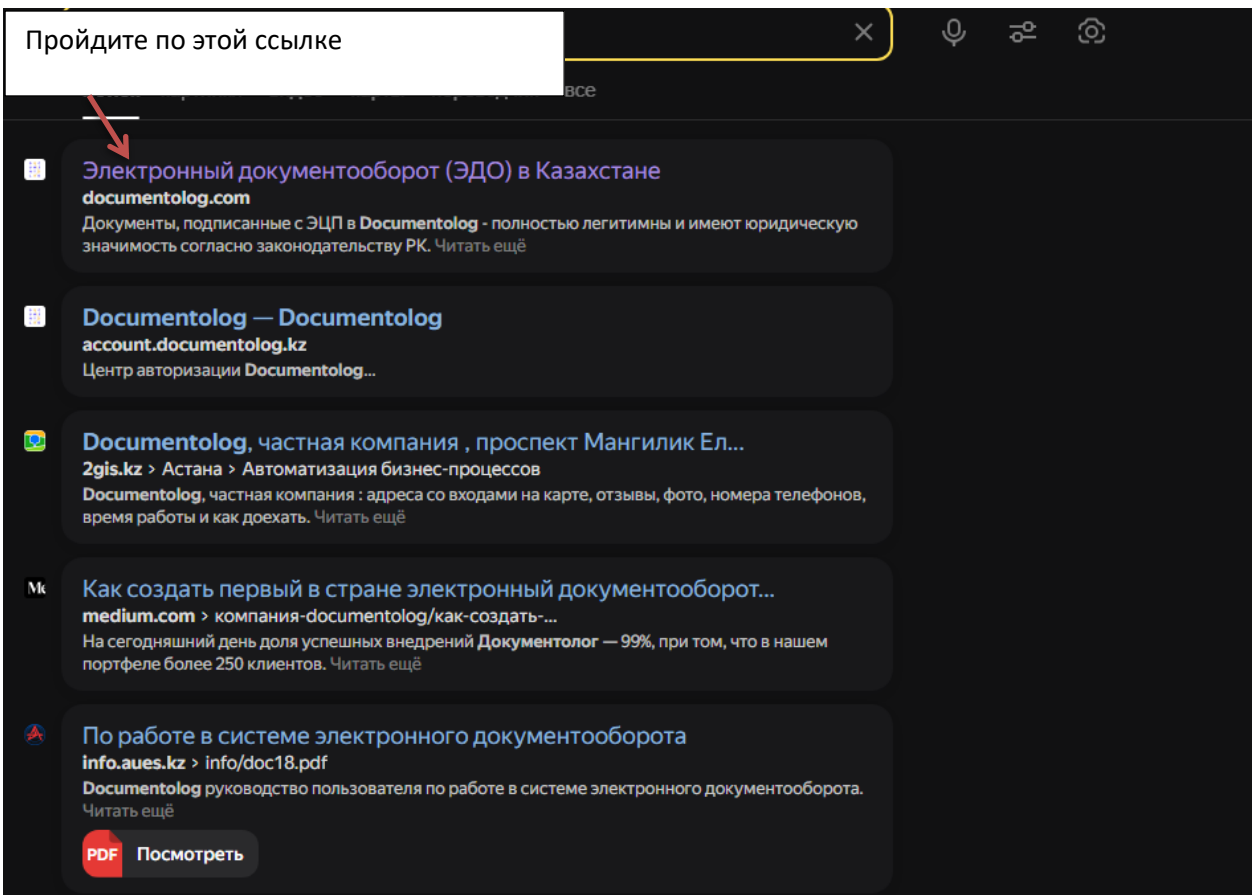 Пройдите по этой ссылке
все
Электронный документооборот (ЭДО) в Казахстане
documentolog.com
Документы, подписанные с ЭЦП в Documentolog - полностью легитимны и имеют юридическую
значимость согласно законодательству РК. Читать ещё
Documentolog — Documentolog
account.documentolog.kz
Центр авторизации Documentolog...
Documentolog, частная компания , проспект Мангилик Ел...
2gis.kz › Астана › Автоматизация бизнес-процессов
Documentolog, частная компания : адреса со входами на карте, отзывы, фото, номера телефонов,
время работы и как доехать. Читать ещё
Как создать первый в стране электронный документооборот...
medium.com › компания-documentolog/как-создать-...
На сегодняшний день доля успешных внедрений Документолог — 99%, при том, что в нашем
портфеле более 250 клиентов. Читать ещё
По работе в системе электронного документооборота
info.aues.kz › info/doc18.pdf
Documentolog руководство пользователя по работе в системе электронного документооборота.
Читать ещё
PDF Посмотреть